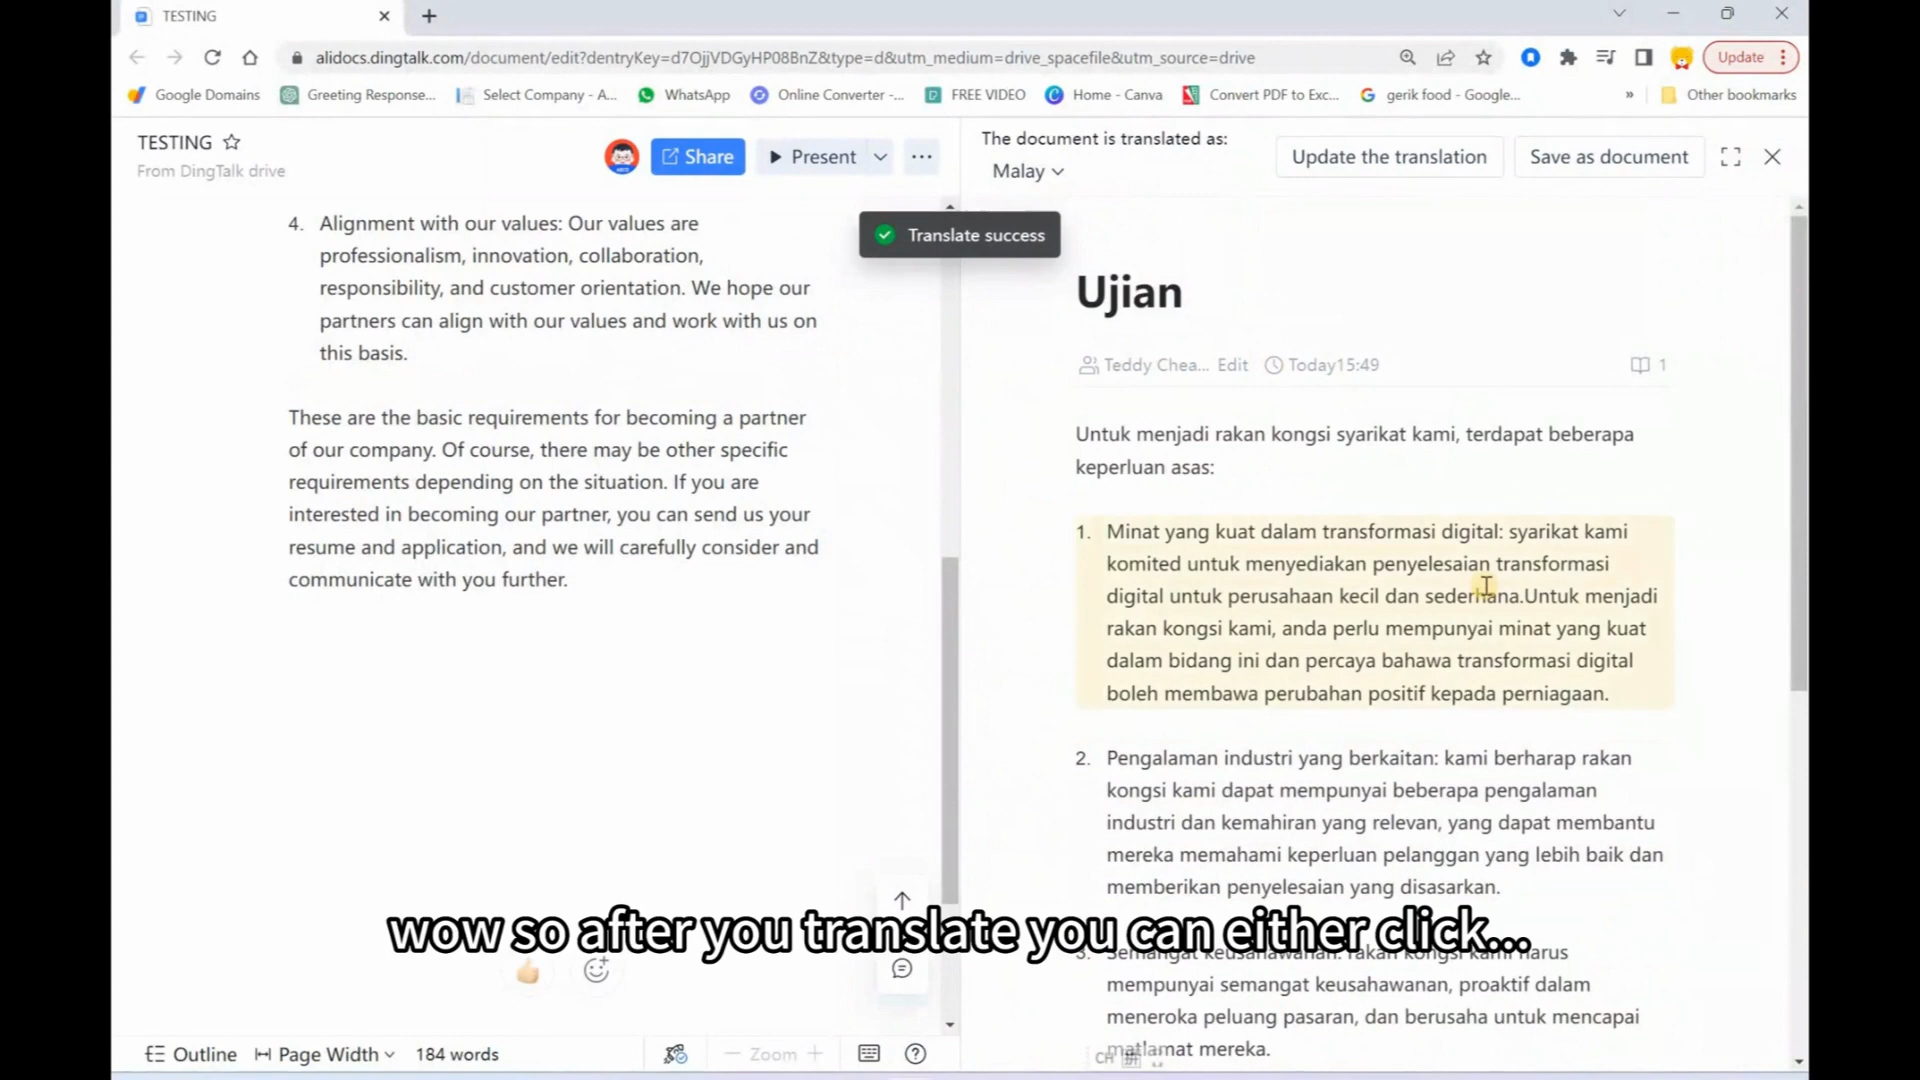 TESTING
alidocs.dingtalk.com/document/edit?dentryKey=d7OjjVDGyHP08BnZ&type=d&utm_medium=drive_spacefile&utm_source=drive
Update
Google Domains
Greeting Response...
Select Company - A...
WhatsApp
Online Converter -...
FREE VIDEO
Home - Canva
Convert PDF to Exc...
gerik food - Google...
»
Other bookmarks
TESTING
From DingTalk drive
Share
Present
4. Alignment with our values: Our values are
professionalism, innovation, collaboration,
responsibility, and customer orientation. We hope our
partners can align with our values and work with us on
this basis.
These are the basic requirements for becoming a partner
of our company. Of course, there may be other specific
requirements depending on the situation. If you are
interested in becoming our partner, you can send us your
resume and application, and we will carefully consider and
communicate with you further.
Outline
Page Width
184 words
Zoom
The document is translated as:
Malay
Update the translation
Save as document
Translate success
Ujian
Teddy Chea... Edit
Today15:49
1
Untuk menjadi rakan kongsi syarikat kami, terdapat beberapa
keperluan asas:
1. Minat yang kuat dalam transformasi digital: syarikat kami
komited untuk menyediakan penyelesaian transformasi
digital untuk perusahaan kecil dan sederhana.Untuk menjadi
rakan kongsi kami, anda perlu mempunyai minat yang kuat
dalam bidang ini dan percaya bahawa transformasi digital
boleh membawa perubahan positif kepada perniagaan.
2. Pengalaman industri yang berkaitan: kami berharap rakan
kongsi kami dapat mempunyai beberapa pengalaman
industri dan kemahiran yang relevan, yang dapat membantu
mereka memahami keperluan pelanggan yang lebih baik dan
memberikan penyelesaian yang disasarkan.
3. Semangat keusahawanan: rakan kongsi kami harus
mempunyai semangat keusahawanan, proaktif dalam
meneroka peluang pasaran, dan berusaha untuk mencapai
matlamat mereka.
CH 拼
wow so after you translate you can either click...